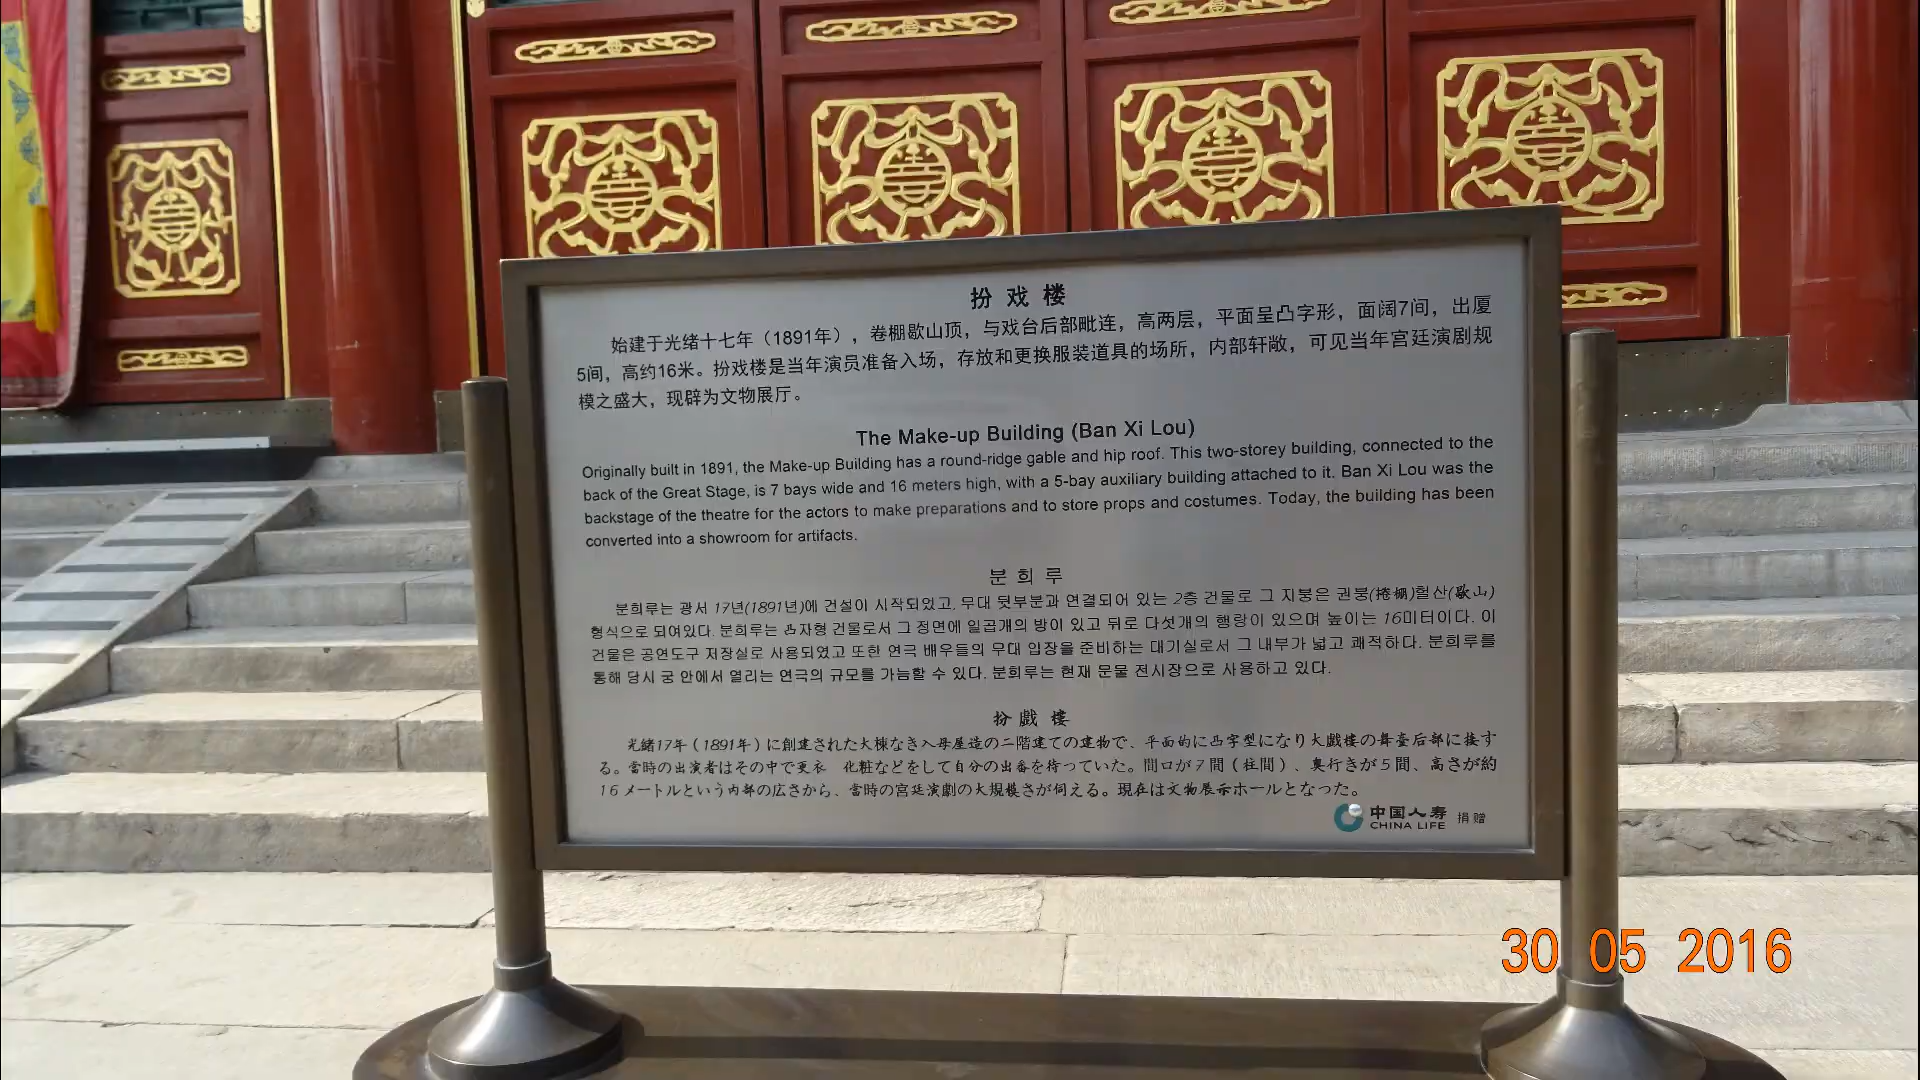 扮戏楼
始建于光绪十七年（1891年），卷棚歇山顶，与戏台后部毗连，高两层，平面呈凸字形，面阔7间，出厦
5间，高约16米。扮戏楼是当年演员准备入场，存放和更换服装道具的场所，内部轩敞，可见当年宫廷演剧规
模之盛大，现辟为文物展厅。
The Make-up Building (Ban Xi Lou)
Originally built in 1891, the Make-up Building has a round-ridge gable and hip roof. This two-storey building, connected to the
back of the Great Stage, is 7 bays wide and 16 meters high, with a 5-bay auxiliary building attached to it. Ban Xi Lou was the
backstage of the theatre for the actors to make preparations and to store props and costumes. Today, the building has been
converted into a showroom for artifacts.
분희루
분희루는 광서 17년(1891년)에 건설이 시작되었고, 무대 뒷부분과 연결되어 있는 2층 건물로 그 지붕은 권붕(捲棚)헐산(歇山)
형식으로 되여있다. 분희루는 凸자형 건물로서 그 정면에 일곱개의 방이 있고 뒤로 다섯개의 행랑이 있으며 높이는 16미터이다. 이
건물은 공연도구 저장실로 사용되었고 또한 연극 배우들의 무대 입장을 준비하는 대기실로서 그 내부가 넓고 쾌적하다. 분희루를
통해 당시 궁 안에서 열리는 연극의 규모를 가늠할 수 있다. 분희루는 현재 문물 전시장으로 사용하고 있다.
扮戲樓
光緒17年（1891年）に創建された大棟なき入母屋造の二階建ての建物で、平面的に凸字型になり大戲樓の舞臺后部に接す
る。當時の出演者はその中で更衣 化粧などをして自分の出番を待っていた。間口が7間（柱間）、奥行きが5間、高さが約
16メートルという内部の広さから、當時の宮廷演劇の大規模さが伺える。現在は文物展示ホールとなった。
中国人寿 捐赠
CHINA LIFE
30 05 2016